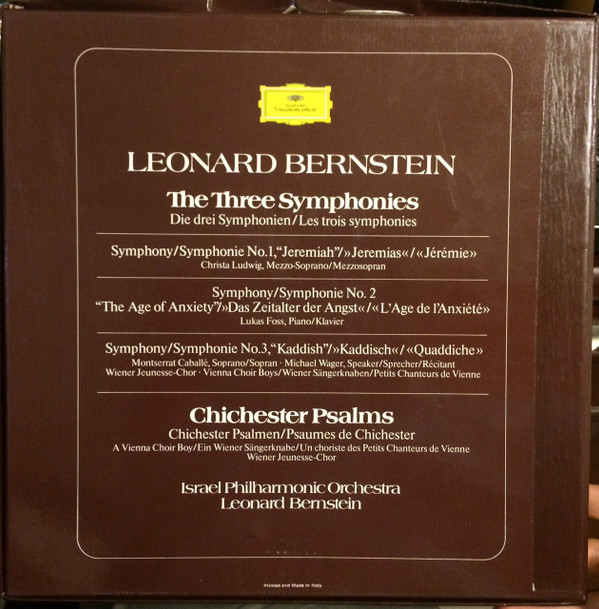 Deutsche
Grammophon
LEONARD BERNSTEIN
The Three Symphonies
Die drei Symphonien/Les trois symphonies
Symphony/Symphonie No.1,“Jeremiah”/»Jeremias«/«Jérémie»
Christa Ludwig, Mezzo-Soprano/Mezzosopran
Symphony/Symphonie No. 2
“The Age of Anxiety”/»Das Zeitalter der Angst«/«L’Age de l’Anxiété»
Lukas Foss, Piano/Klavier
Symphony/Symphonie No.3,“Kaddish”/»Kaddisch«/«Quaddiche»
Montserrat Caballé, Soprano/Sopran · Michael Wager, Speaker/Sprecher/Récitant
Wiener Jeunesse-Chor · Vienna Choir Boys/Wiener Sängerknaben/Petits Chanteurs de Vienne
Chichester Psalms
Chichester Psalmen/Psaumes de Chichester
A Vienna Choir Boy/Ein Wiener Sängerknabe/Un choriste des Petits Chanteurs de Vienne
Wiener Jeunesse-Chor
Israel Philharmonic Orchestra
Leonard Bernstein
Printed and Made in Italy